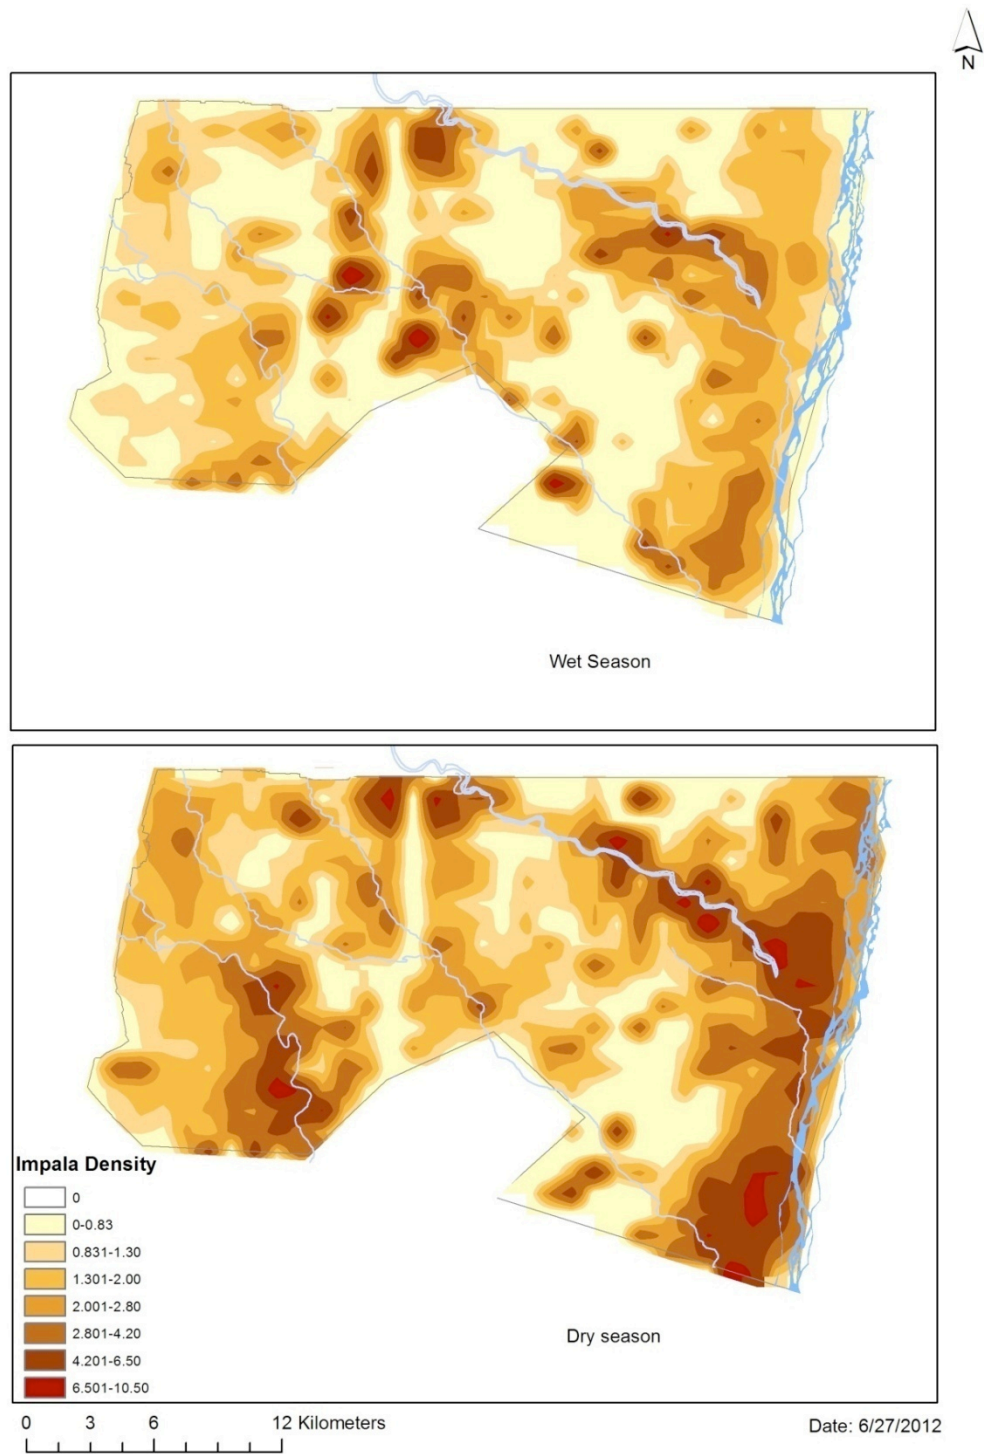 N
Wet Season
Impala Density
0
0-0.83
0.831-1.30
1.301-2.00
2.001-2.80
2.801-4.20
4.201-6.50
6.501-10.50
Dry season
0 3 6 12 Kilometers
Date: 6/27/2012